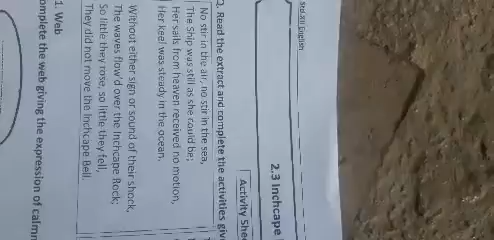 Std.XII English
2.3 Inchcape
Activity Shee
2. Read the extract and complete the activities giv
No stir in the air, no stir in the sea,
The Ship was still as she could be;
Her sails from heaven received no motion,
Her keel was steady in the ocean.
Without either sign or sound of their shock,
The waves flow'd over the Inchcape Rock;
So little they rose, so little they fell,
They did not move the Inchcape Bell.
1. Web
omplete the web giving the expression of calmn